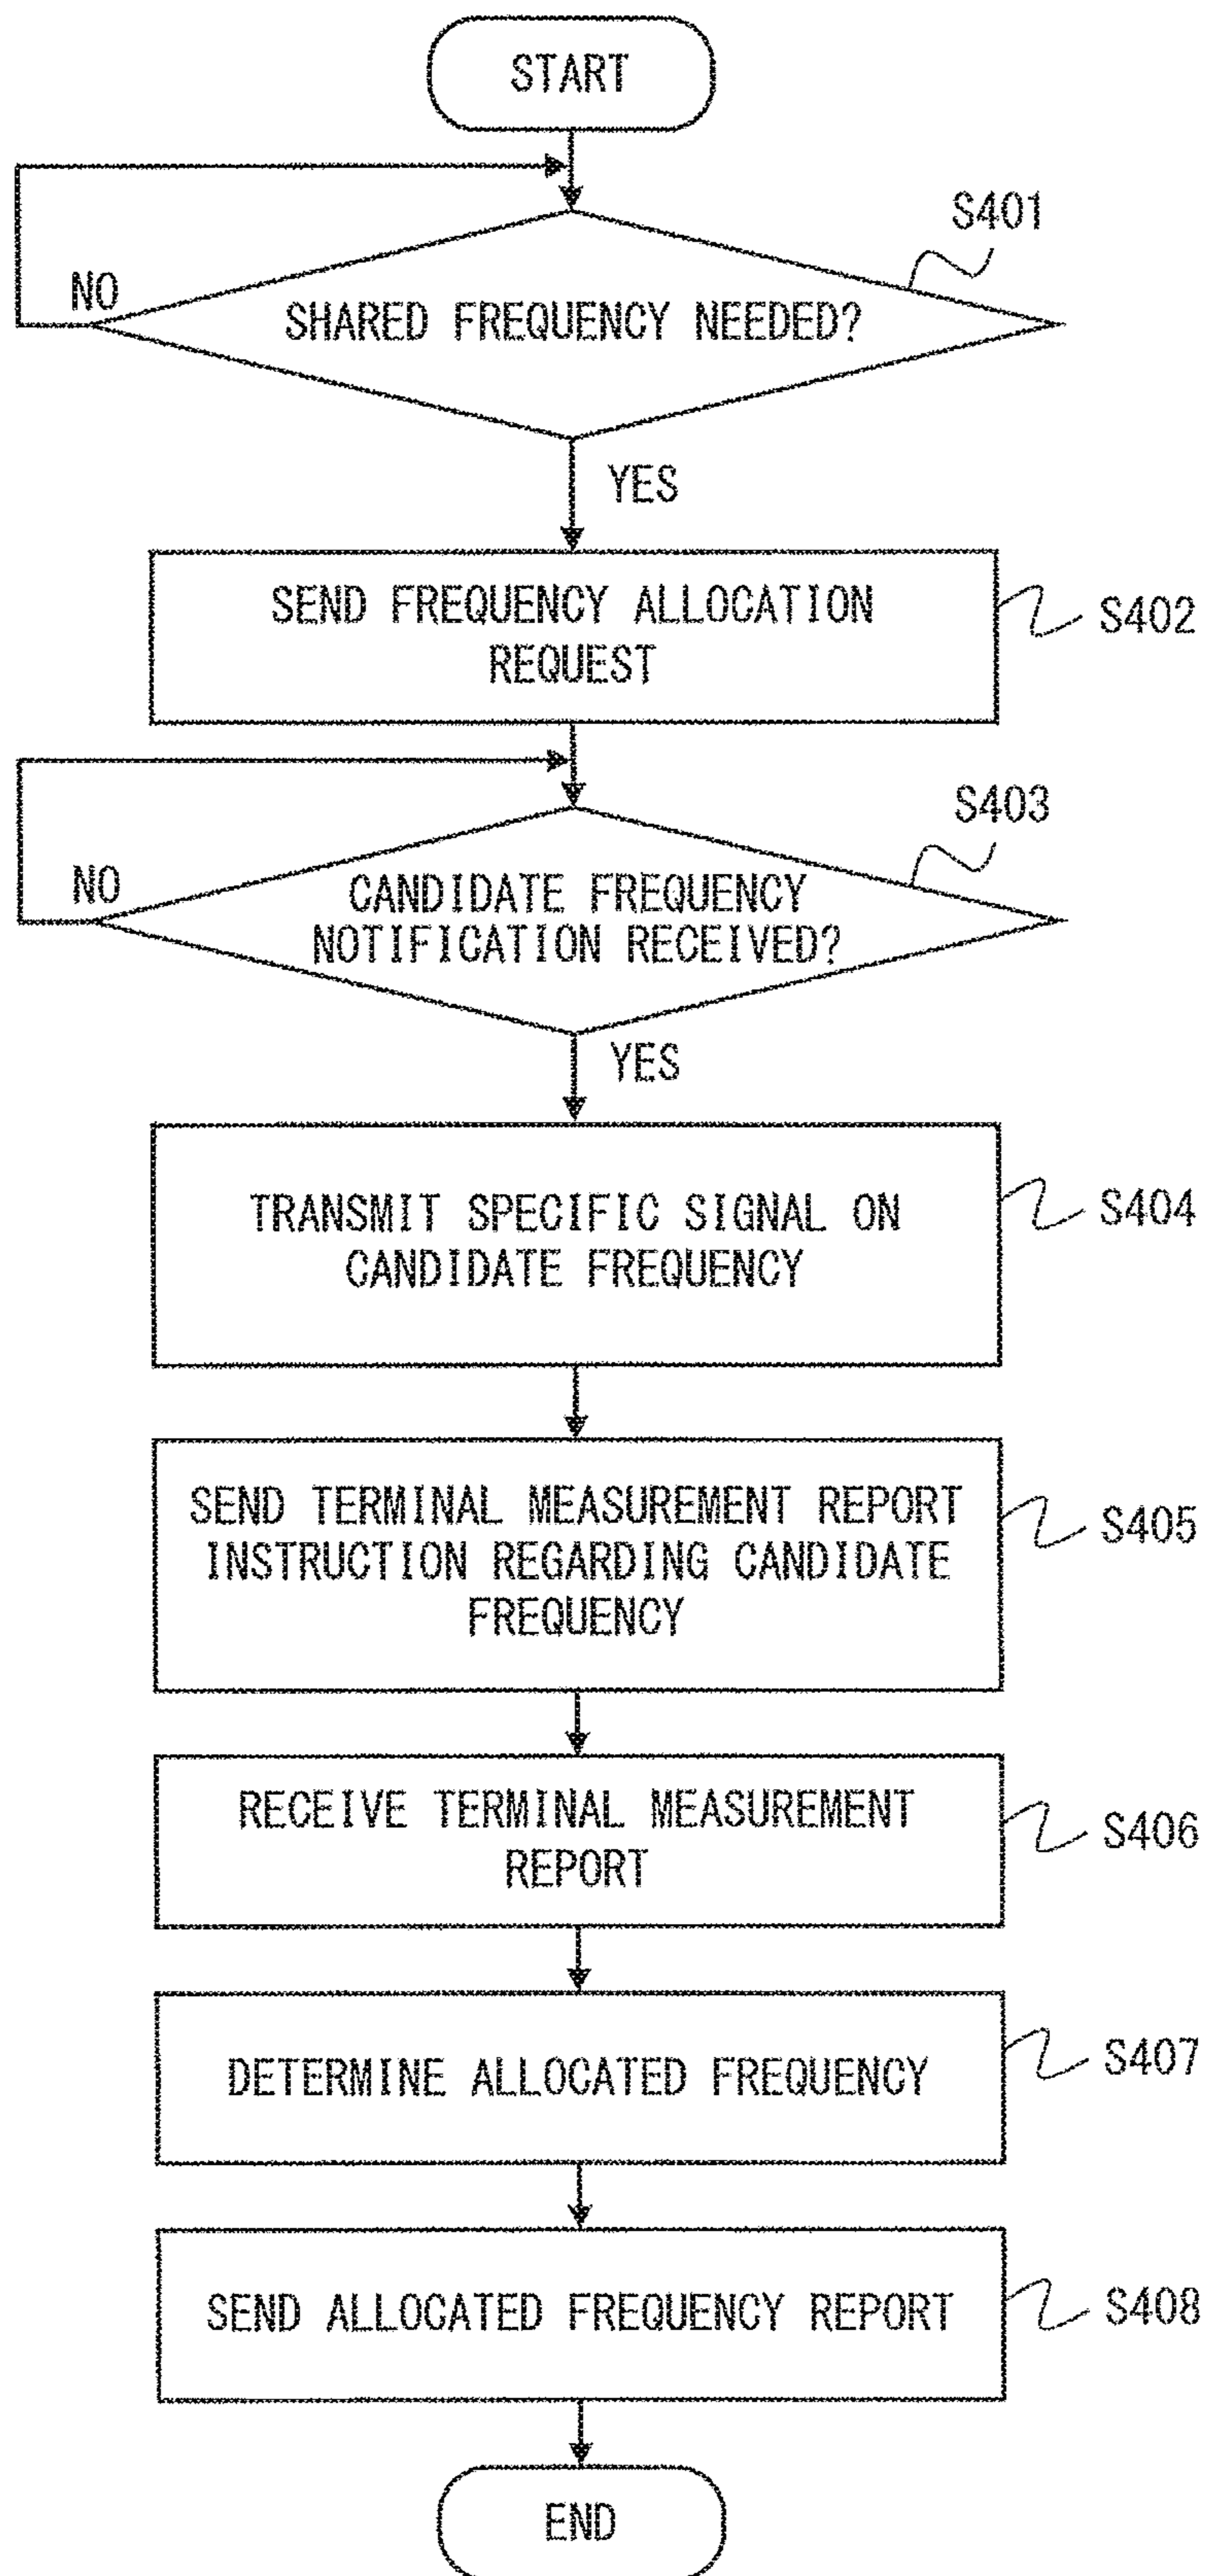 START
S401
NO
SHARED FREQUENCY NEEDED?
YES
SEND FREQUENCY ALLOCATION
REQUEST
S402
S403
NO
CANDIDATE FREQUENCY
NOTIFICATION RECEIVED?
YES
TRANSMIT SPECIFIC SIGNAL ON
CANDIDATE FREQUENCY
S404
SEND TERMINAL MEASUREMENT REPORT
INSTRUCTION REGARDING CANDIDATE
FREQUENCY
S405
RECEIVE TERMINAL MEASUREMENT
REPORT
S406
DETERMINE ALLOCATED FREQUENCY
S407
SEND ALLOCATED FREQUENCY REPORT
S408
END